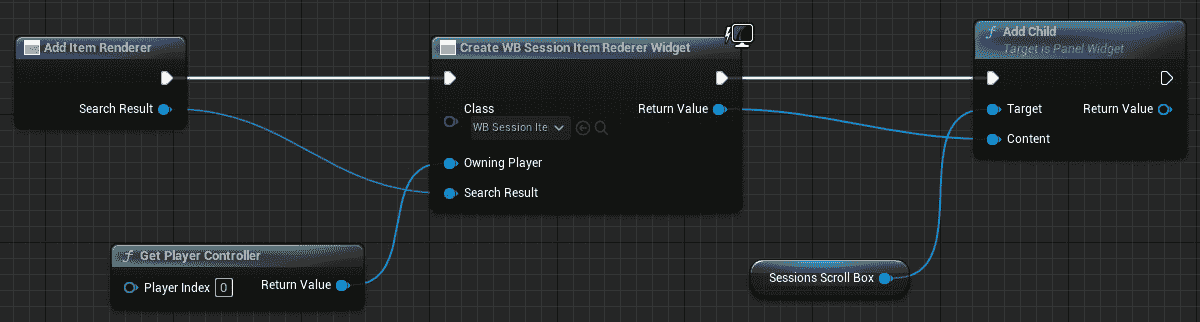 Add Item Renderer
Search Result
Create WB Session Item Rederer Widget
Class
WB Session Ite
Return Value
Owning Player
Search Result
Add Child
Target is Panel Widget
Target
Return Value
Content
Get Player Controller
Player Index 0
Return Value
Sessions Scroll Box